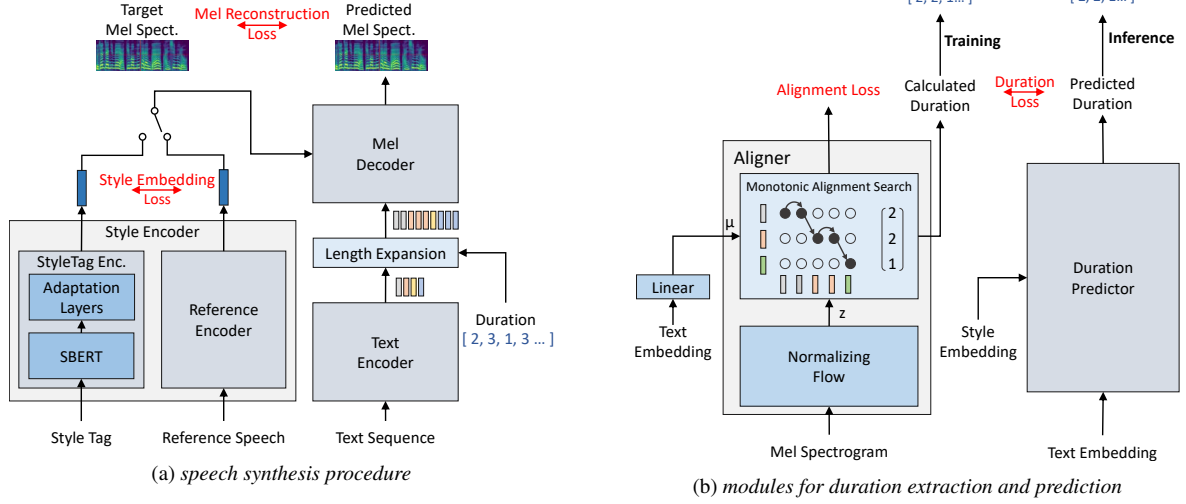 Target
Mel Spect.
Mel Reconstruction
Loss
Predicted
Mel Spect.
Mel
Decoder
Style Embedding
Loss
Style Encoder
StyleTag Enc.
Adaptation
Layers
SBERT
Reference
Encoder
Length Expansion
Text
Encoder
Duration
[ 2, 3, 1, 3 ... ]
Style Tag
Reference Speech
Text Sequence
(a) speech synthesis procedure
Training
Inference
Alignment Loss
Calculated
Duration
Duration
Loss
Predicted
Duration
Aligner
Monotonic Alignment Search
2
2
1
μ
Linear
Text
Embedding
z
Normalizing
Flow
Style
Embedding
Duration
Predictor
Mel Spectrogram
Text Embedding
(b) modules for duration extraction and prediction